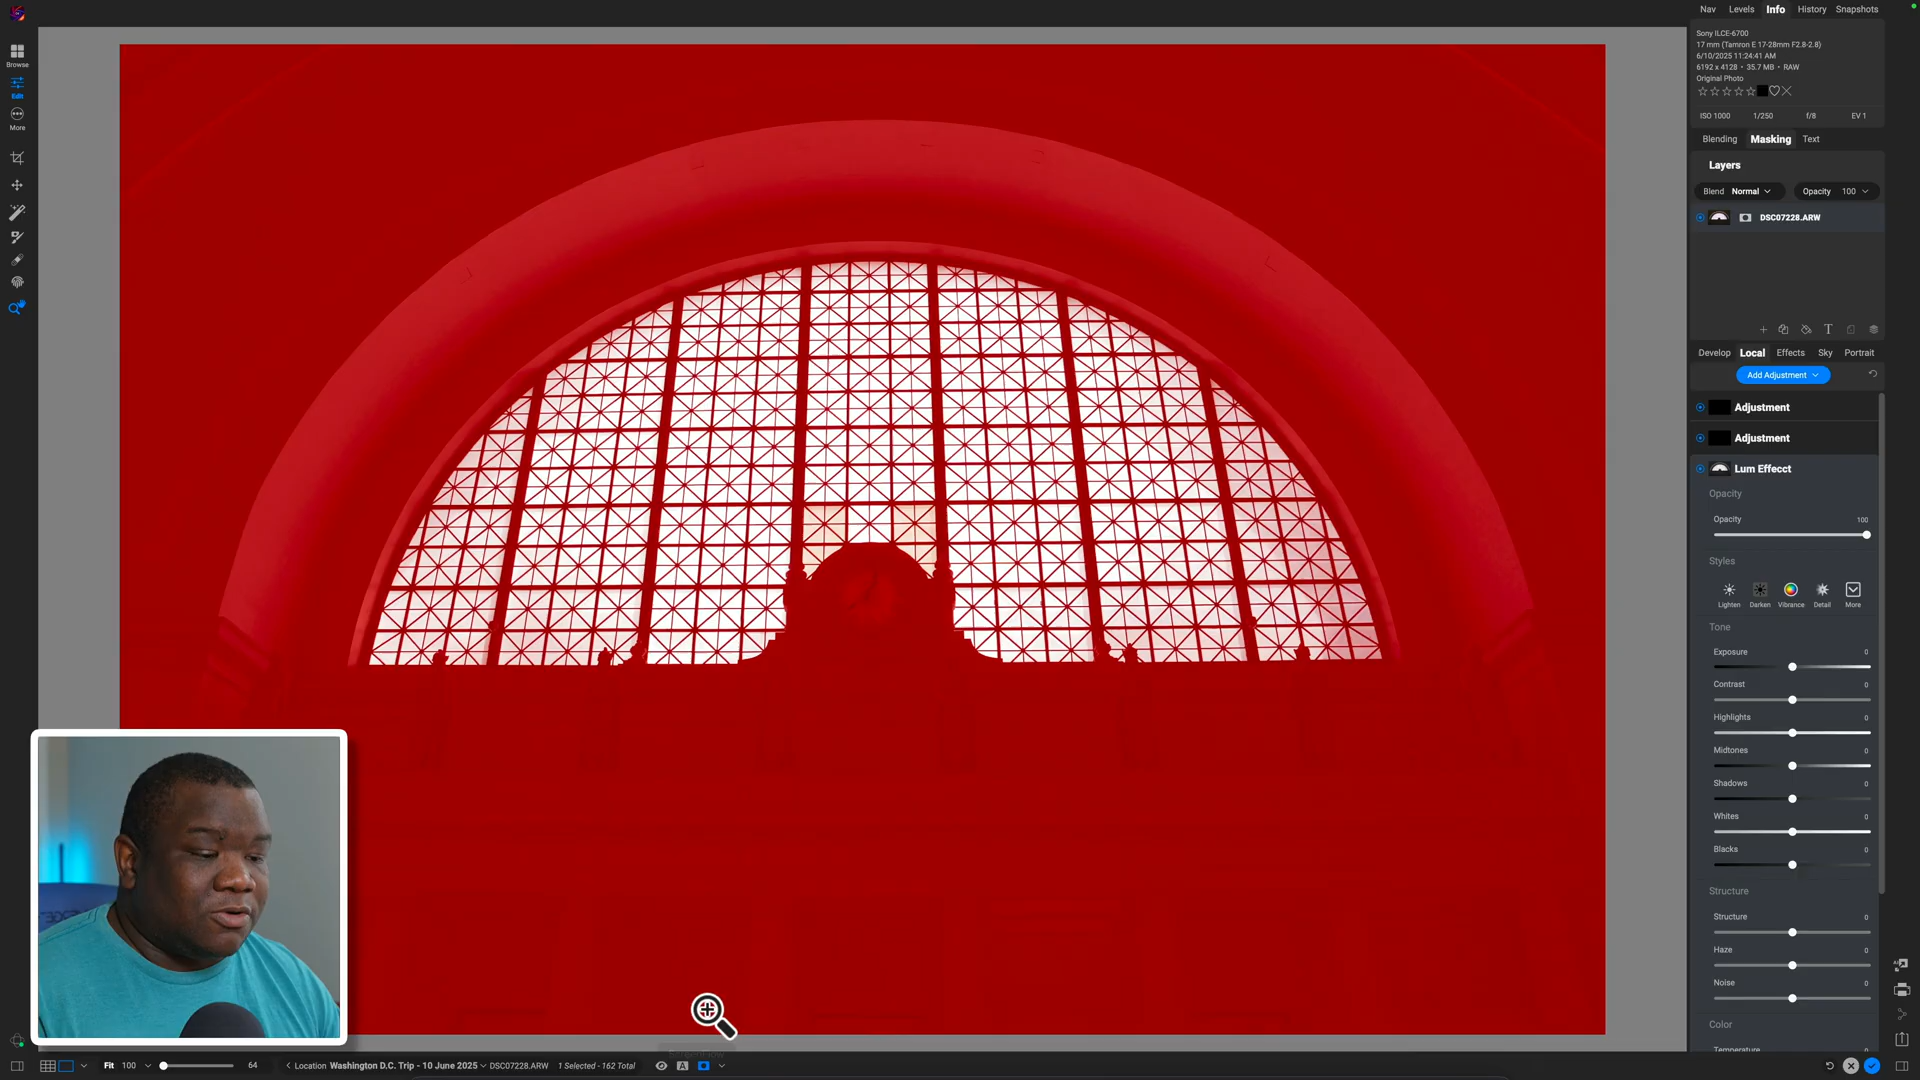 Nav Levels Info History Snapshots
Sony ILCE-6700
17 mm (Tamron E 17-28mm F2.8-2.8)
6/10/2025 11:24:41 AM
6192 x 4128 • 35.7 MB • RAW
Original Photo
ISO 1000 1/250 f/8 EV 1
Blending Masking Text
Layers
Blend Normal Opacity 100
DSC07228.ARW
Develop Local Effects Sky Portrait
Add Adjustment
Adjustment
Adjustment
Lum Effecct
Opacity
Opacity 100
Styles
Lighten Darken Vibrance Detail More
Tone
Exposure 0
Contrast 0
Highlights 0
Midtones 0
Shadows 0
Whites 0
Blacks 0
Structure
Structure 0
Haze 0
Noise 0
Color
Temperature
Browse
Edit
More
ScreenFlow
Fit 100 64 Location Washington D.C. Trip - 10 June 2025 DSC07228.ARW 1 Selected - 162 Total A